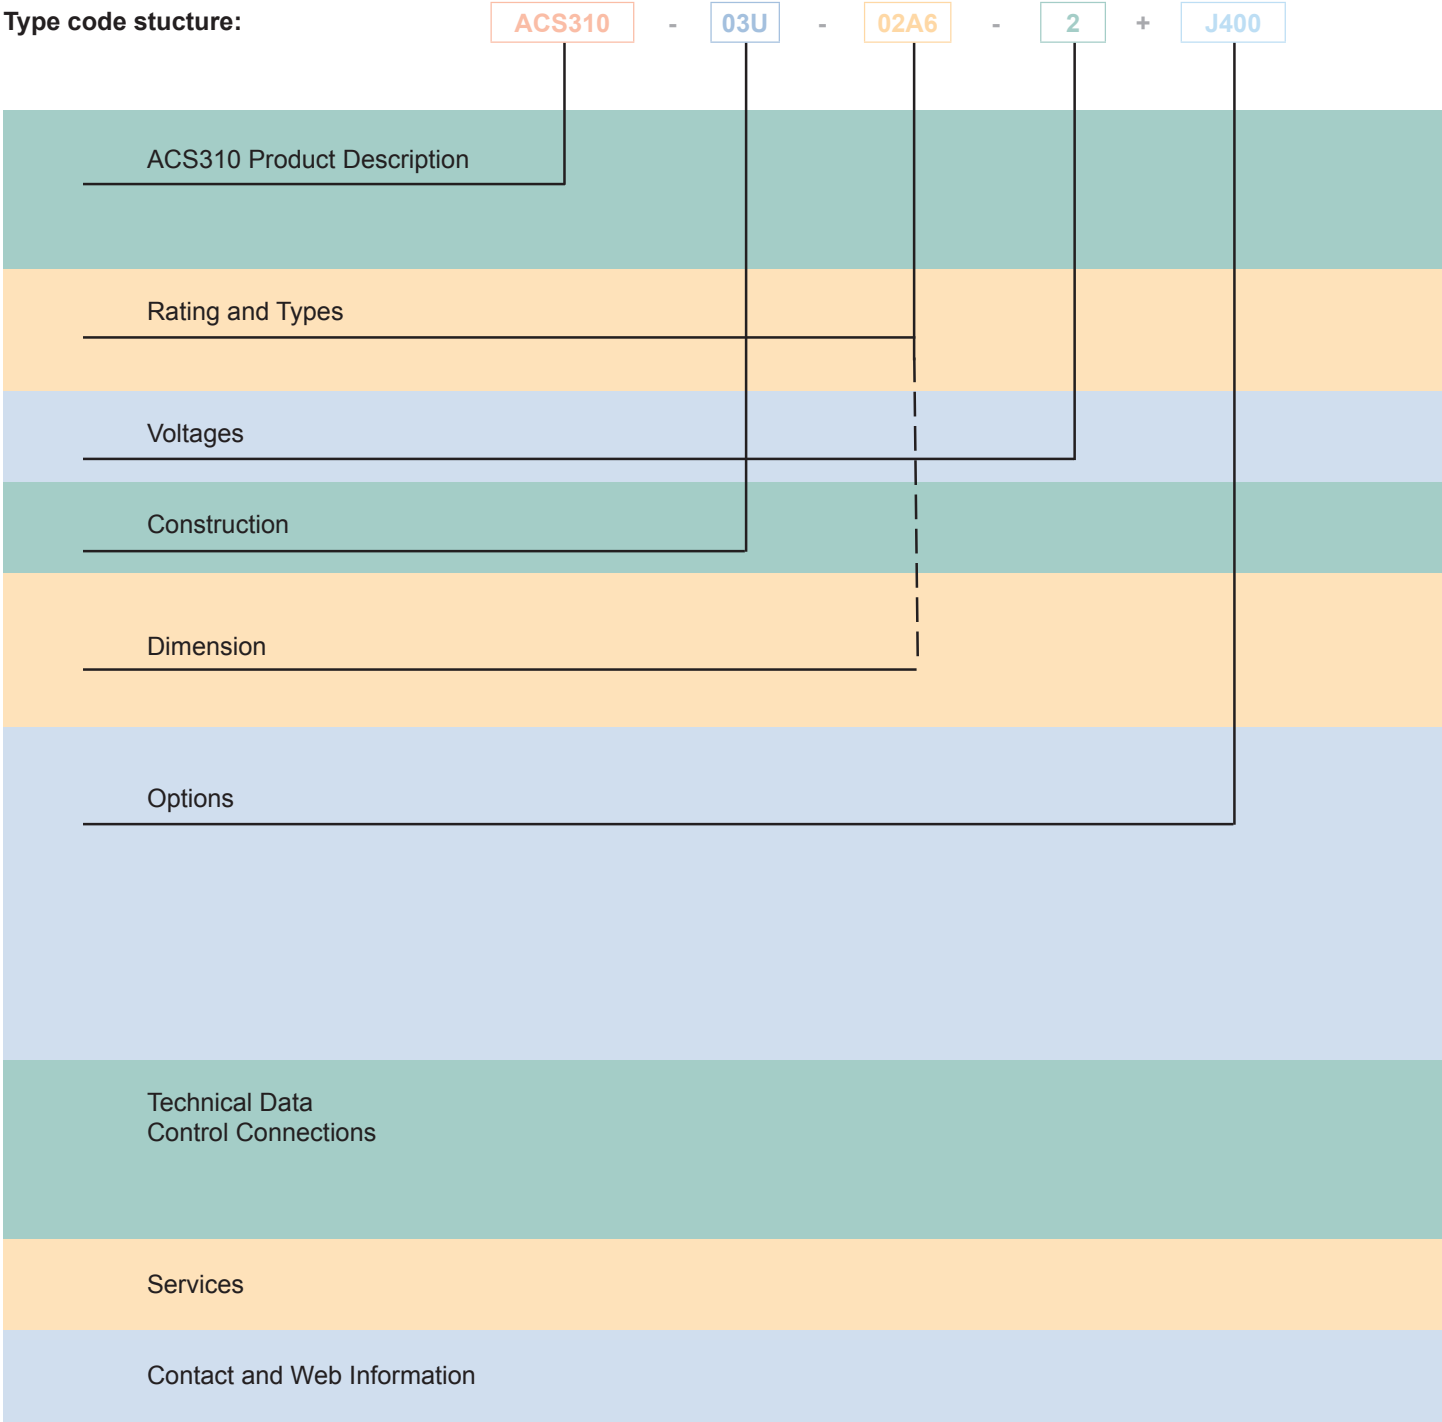 Type code stucture: ACS310 - 03U - 02A6 - 2 + J400
ACS310 Product Description
Rating and Types
Voltages
Construction
Dimension
Options
Technical Data
Control Connections
Services
Contact and Web Information